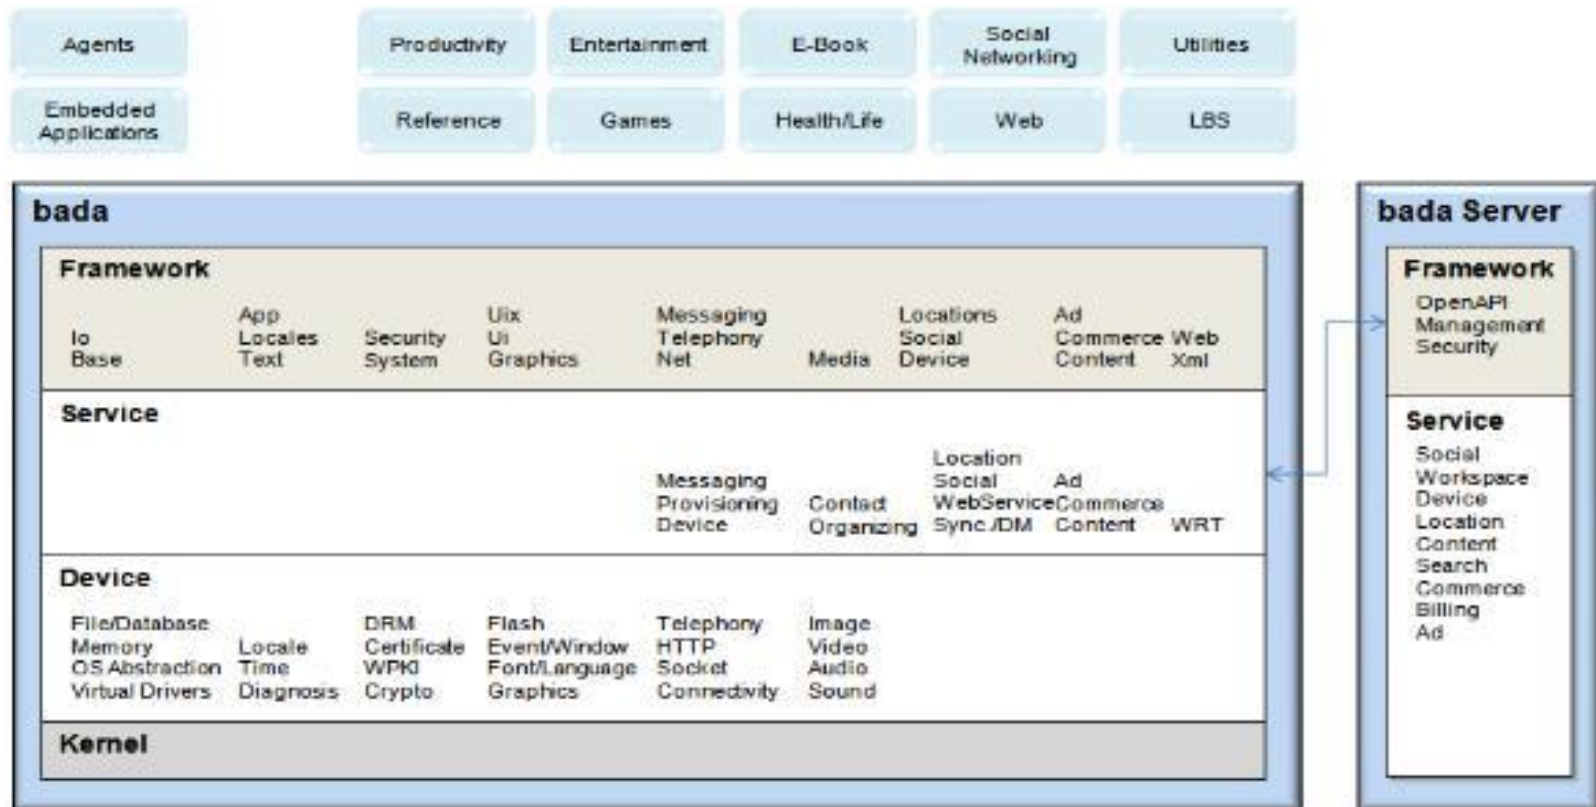 Agents
Productivity
Entertainment
E-Book
Social
Networking
Utilities
Embedded
Applications
Reference
Games
Health/Life
Web
LBS
bada
Framework
Io
Base
App
Locales
Text
Security
System
Uix
Ui
Graphics
Messaging
Telephony
Net
Media
Locations
Social
Device
Ad
Commerce
Content
Web
Xml
Service
Messaging
Provisioning
Device
Contact
Organizing
Location
Social
WebService
Sync./DM
Ad
Commerce
Content
WRT
Device
File/Database
Memory
OS Abstraction
Virtual Drivers
Locale
Time
Diagnosis
DRM
Certificate
WPKI
Crypto
Flash
Event/Window
Font/Language
Graphics
Telephony
HTTP
Socket
Connectivity
Image
Video
Audio
Sound
Kernel
bada Server
Framework
OpenAPI
Management
Security
Service
Social
Workspace
Device
Location
Content
Search
Commerce
Billing
Ad